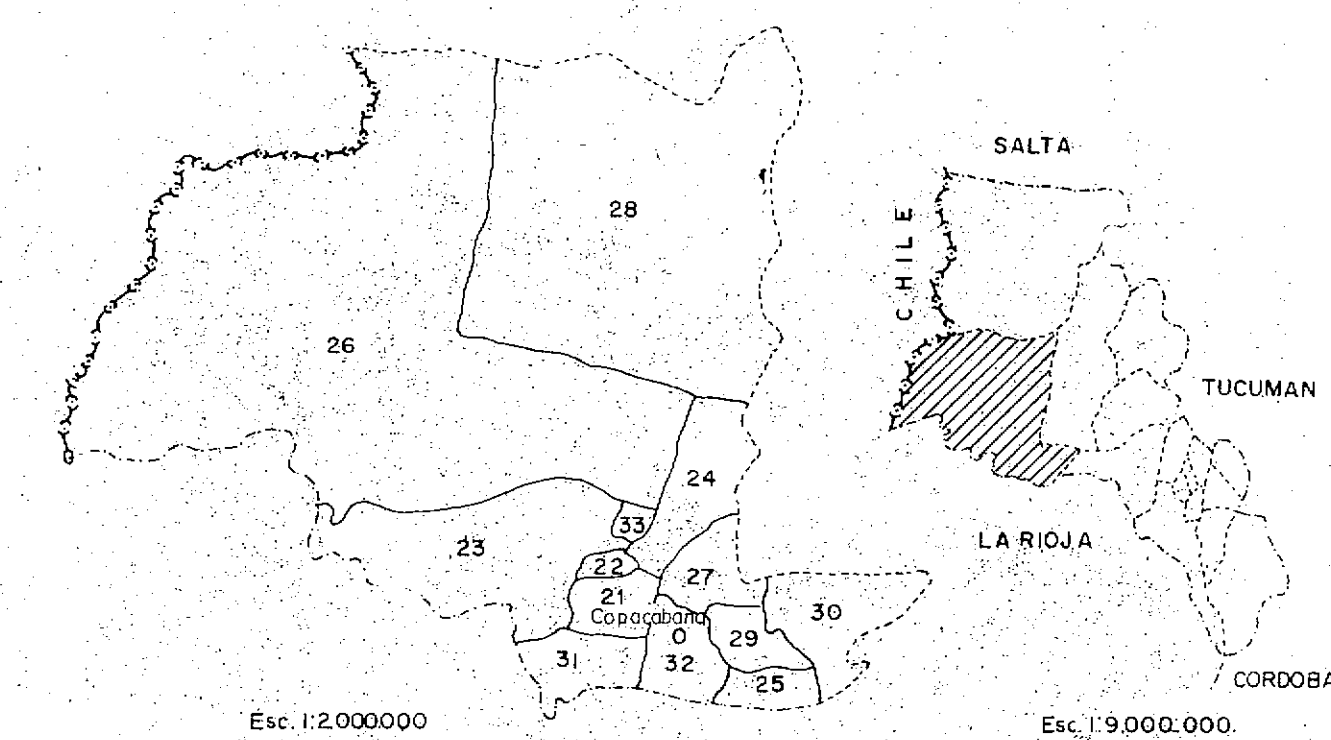 28
26
24
33
23
22
27
21
Copacabana
30
29
31
32
25
Esc. 1:2.000.000
SALTA
CHILE
TUCUMAN
LA RIOJA
CORDOBA
Esc. 1:9.000.000.